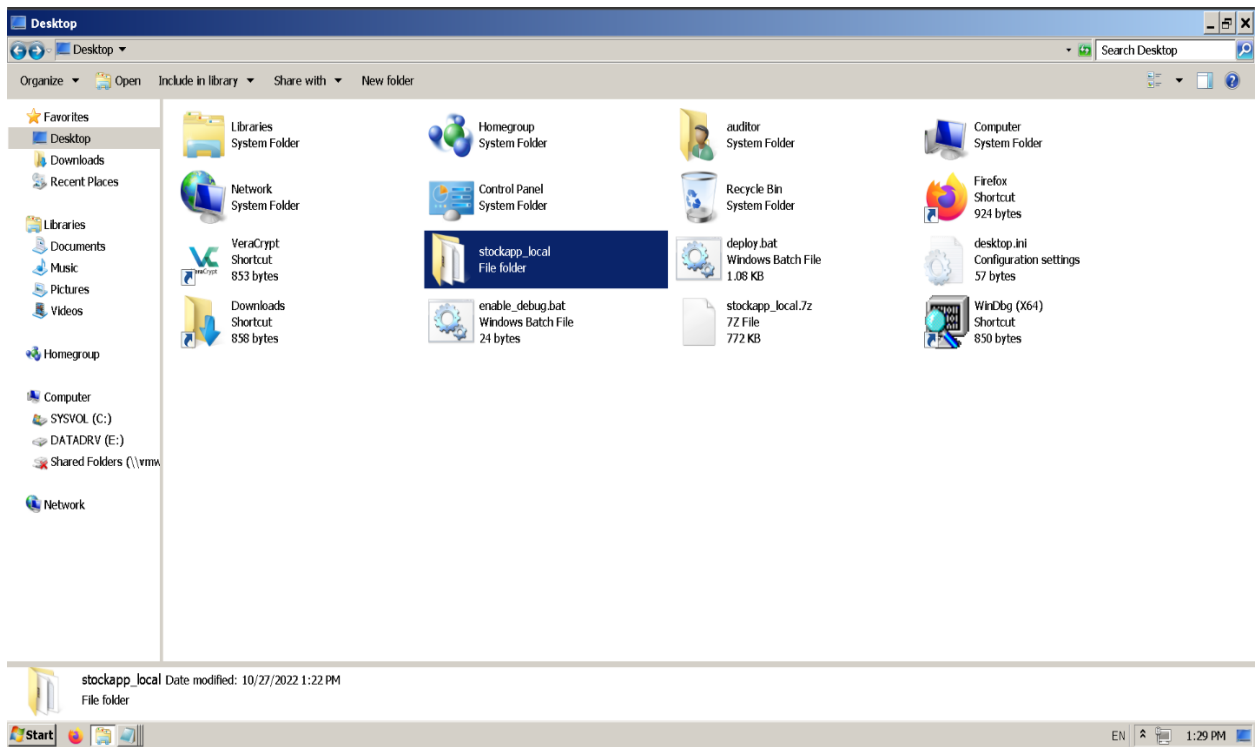 Desktop
Desktop
Search Desktop
Organize
Open
Include in library
Share with
New folder
Favorites
Desktop
Downloads
Recent Places
Libraries
Documents
Music
Pictures
Videos
Homegroup
Computer
SYSVOL (C:)
DATADRV (E:)
Shared Folders (\\vmw
Network
Libraries
System Folder
Homegroup
System Folder
auditor
System Folder
Computer
System Folder
Network
System Folder
Control Panel
System Folder
Recycle Bin
System Folder
Firefox
Shortcut
924 bytes
VeraCrypt
Shortcut
853 bytes
stockapp_local
File folder
deploy.bat
Windows Batch File
1.08 KB
desktop.ini
Configuration settings
57 bytes
Downloads
Shortcut
858 bytes
enable_debug.bat
Windows Batch File
24 bytes
stockapp_local.7z
7Z File
772 KB
WinDbg (X64)
Shortcut
850 bytes
stockapp_local Date modified: 10/27/2022 1:22 PM
File folder
Start
EN
1:29 PM